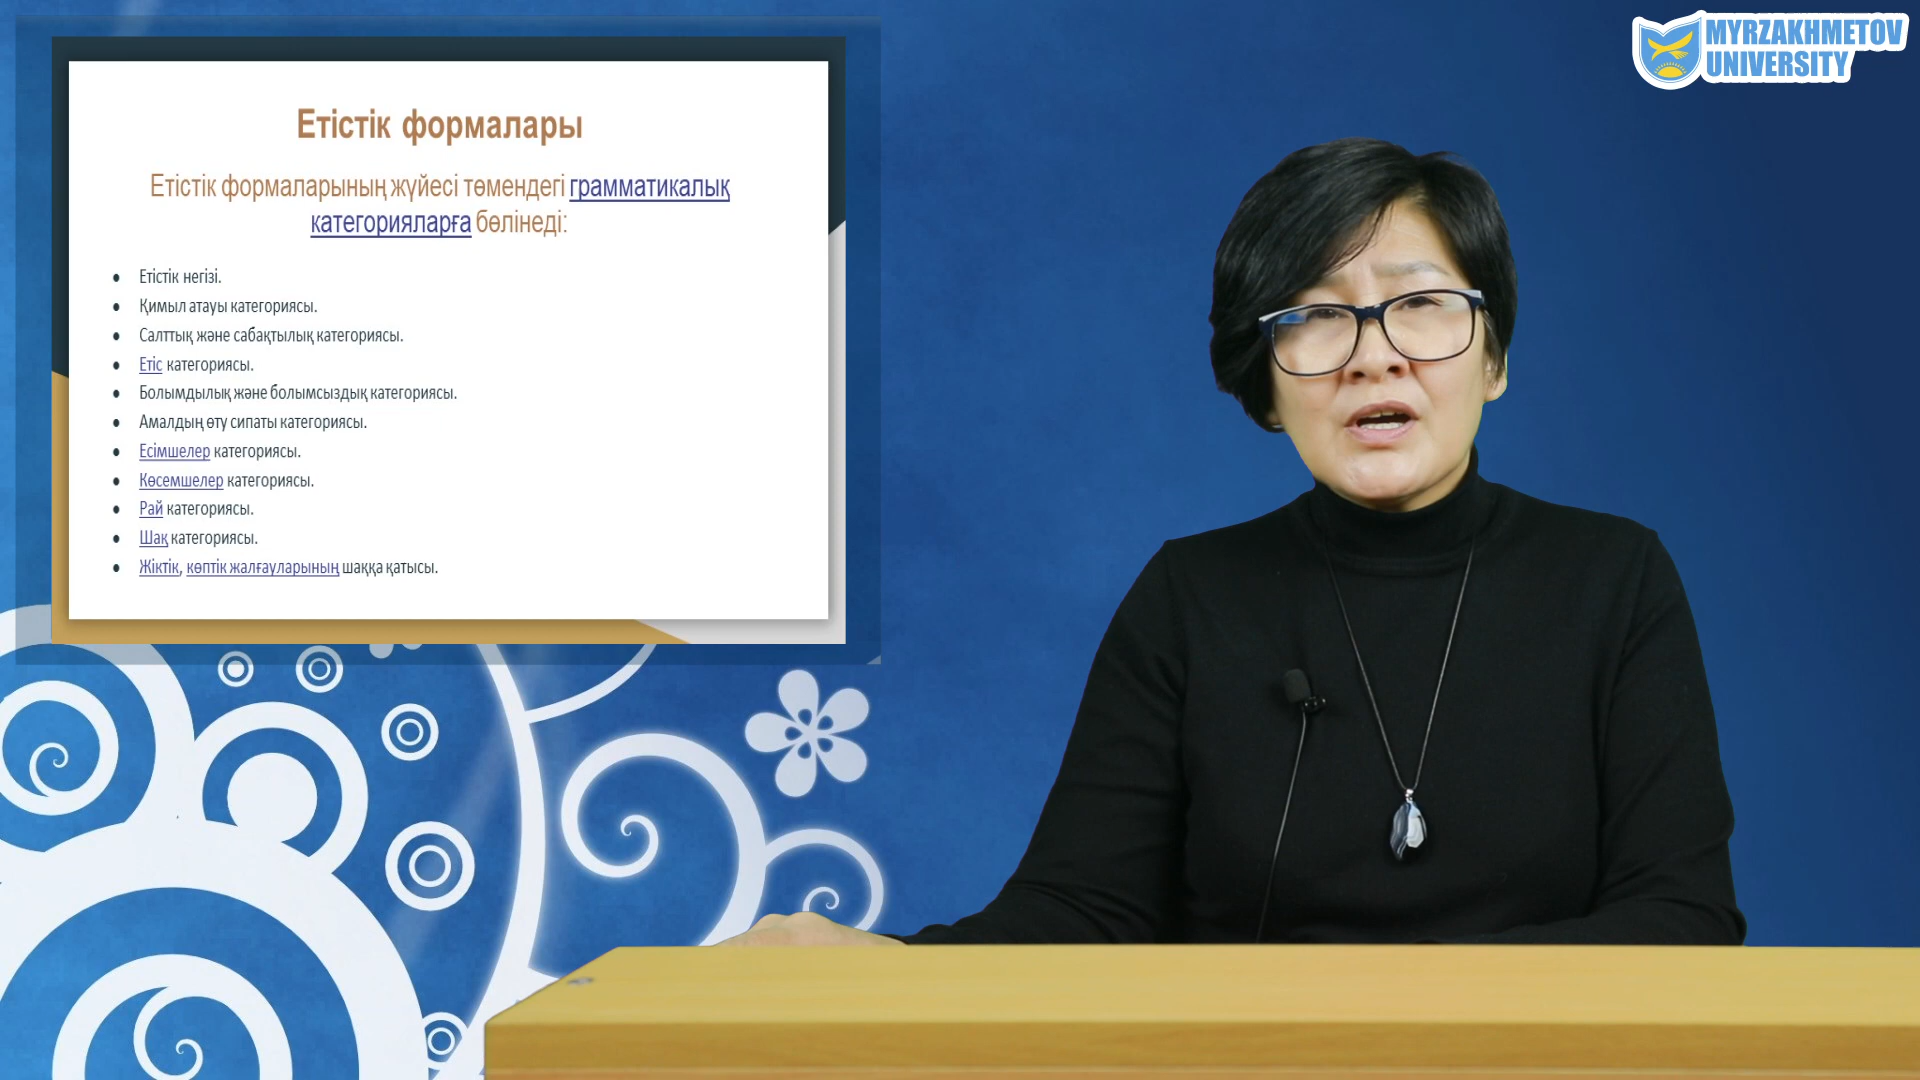 MYRZAKHMETOV
UNIVERSITY
Етістік формалары
Етістік формаларының жүйесі төмендегі грамматикалық
категорияларға бөлінеді:
Етістік негізі.
Қимыл атауы категориясы.
Салттық және сабақтылық категориясы.
Етіс категориясы.
Болымдылық және болымсыздық категориясы.
Амалдың өту сипаты категориясы.
Есімшелер категориясы.
Көсемшелер категориясы.
Рай категориясы.
Шақ категориясы.
Жіктік, көптік жалғауларының шаққа қатысы.